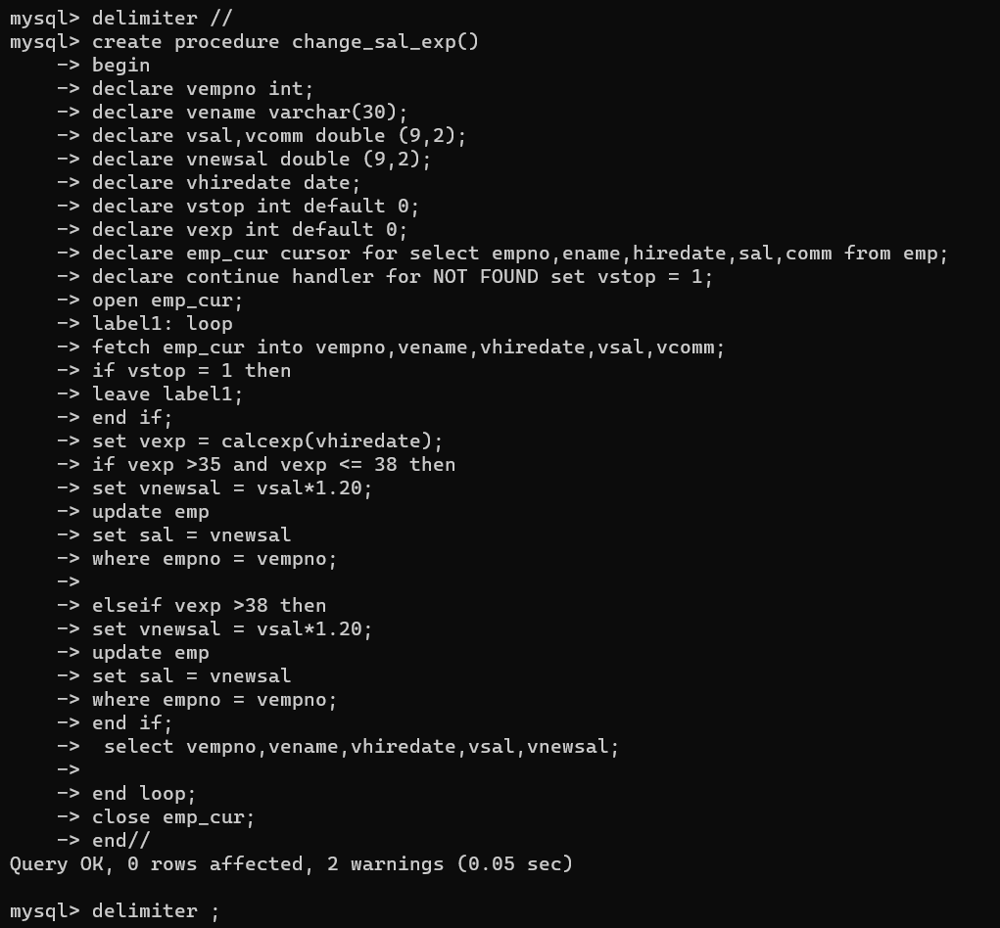 mysql> delimiter //
mysql> create procedure change_sal_exp()
    -> begin
    -> declare vempno int;
    -> declare vename varchar(30);
    -> declare vsal,vcomm double (9,2);
    -> declare vnewsal double (9,2);
    -> declare vhiredate date;
    -> declare vstop int default 0;
    -> declare vexp int default 0;
    -> declare emp_cur cursor for select empno,ename,hiredate,sal,comm from emp;
    -> declare continue handler for NOT FOUND set vstop = 1;
    -> open emp_cur;
    -> label1: loop
    -> fetch emp_cur into vempno,vename,vhiredate,vsal,vcomm;
    -> if vstop = 1 then
    -> leave label1;
    -> end if;
    -> set vexp = calcexp(vhiredate);
    -> if vexp >35 and vexp <= 38 then
    -> set vnewsal = vsal*1.20;
    -> update emp
    -> set sal = vnewsal
    -> where empno = vempno;
    ->
    -> elseif vexp >38 then
    -> set vnewsal = vsal*1.20;
    -> update emp
    -> set sal = vnewsal
    -> where empno = vempno;
    -> end if;
    ->  select vempno,vename,vhiredate,vsal,vnewsal;
    ->
    -> end loop;
    -> close emp_cur;
    -> end//
Query OK, 0 rows affected, 2 warnings (0.05 sec)

mysql> delimiter ;